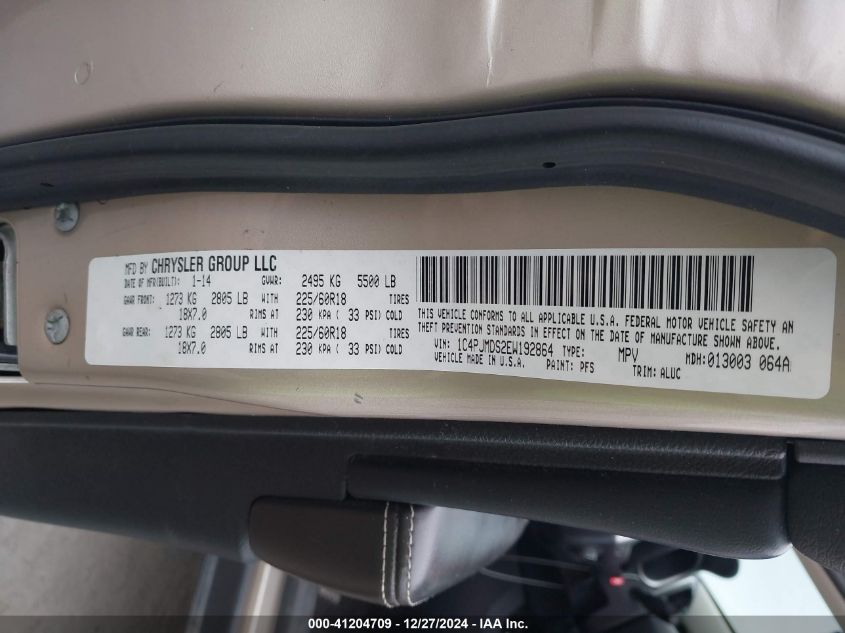 MFD BY CHRYSLER GROUP LLC
DATE OF MFR(BUILT): 1-14 GVWR: 2495 KG 5500 LB
GAWR FRONT: 1273 KG 2805 LB WITH 225/60R18 TIRES
18X7.0 RIMS AT 230 KPA ( 33 PSI) COLD
GAWR REAR: 1273 KG 2805 LB WITH 225/60R18 TIRES
18X7.0 RIMS AT 230 KPA ( 33 PSI) COLD
THIS VEHICLE CONFORMS TO ALL APPLICABLE U.S.A. FEDERAL MOTOR VEHICLE SAFETY AN
THEFT PREVENTION STANDARDS IN EFFECT ON THE DATE OF MANUFACTURE SHOWN ABOVE.
VIN: 1C4PJMDS2EW192864 TYPE: MPV MDH: 013003 064A
VEHICLE MADE IN U.S.A. PAINT: PFS TRIM: ALUC
000-41204709 - 12/27/2024 - IAA Inc.